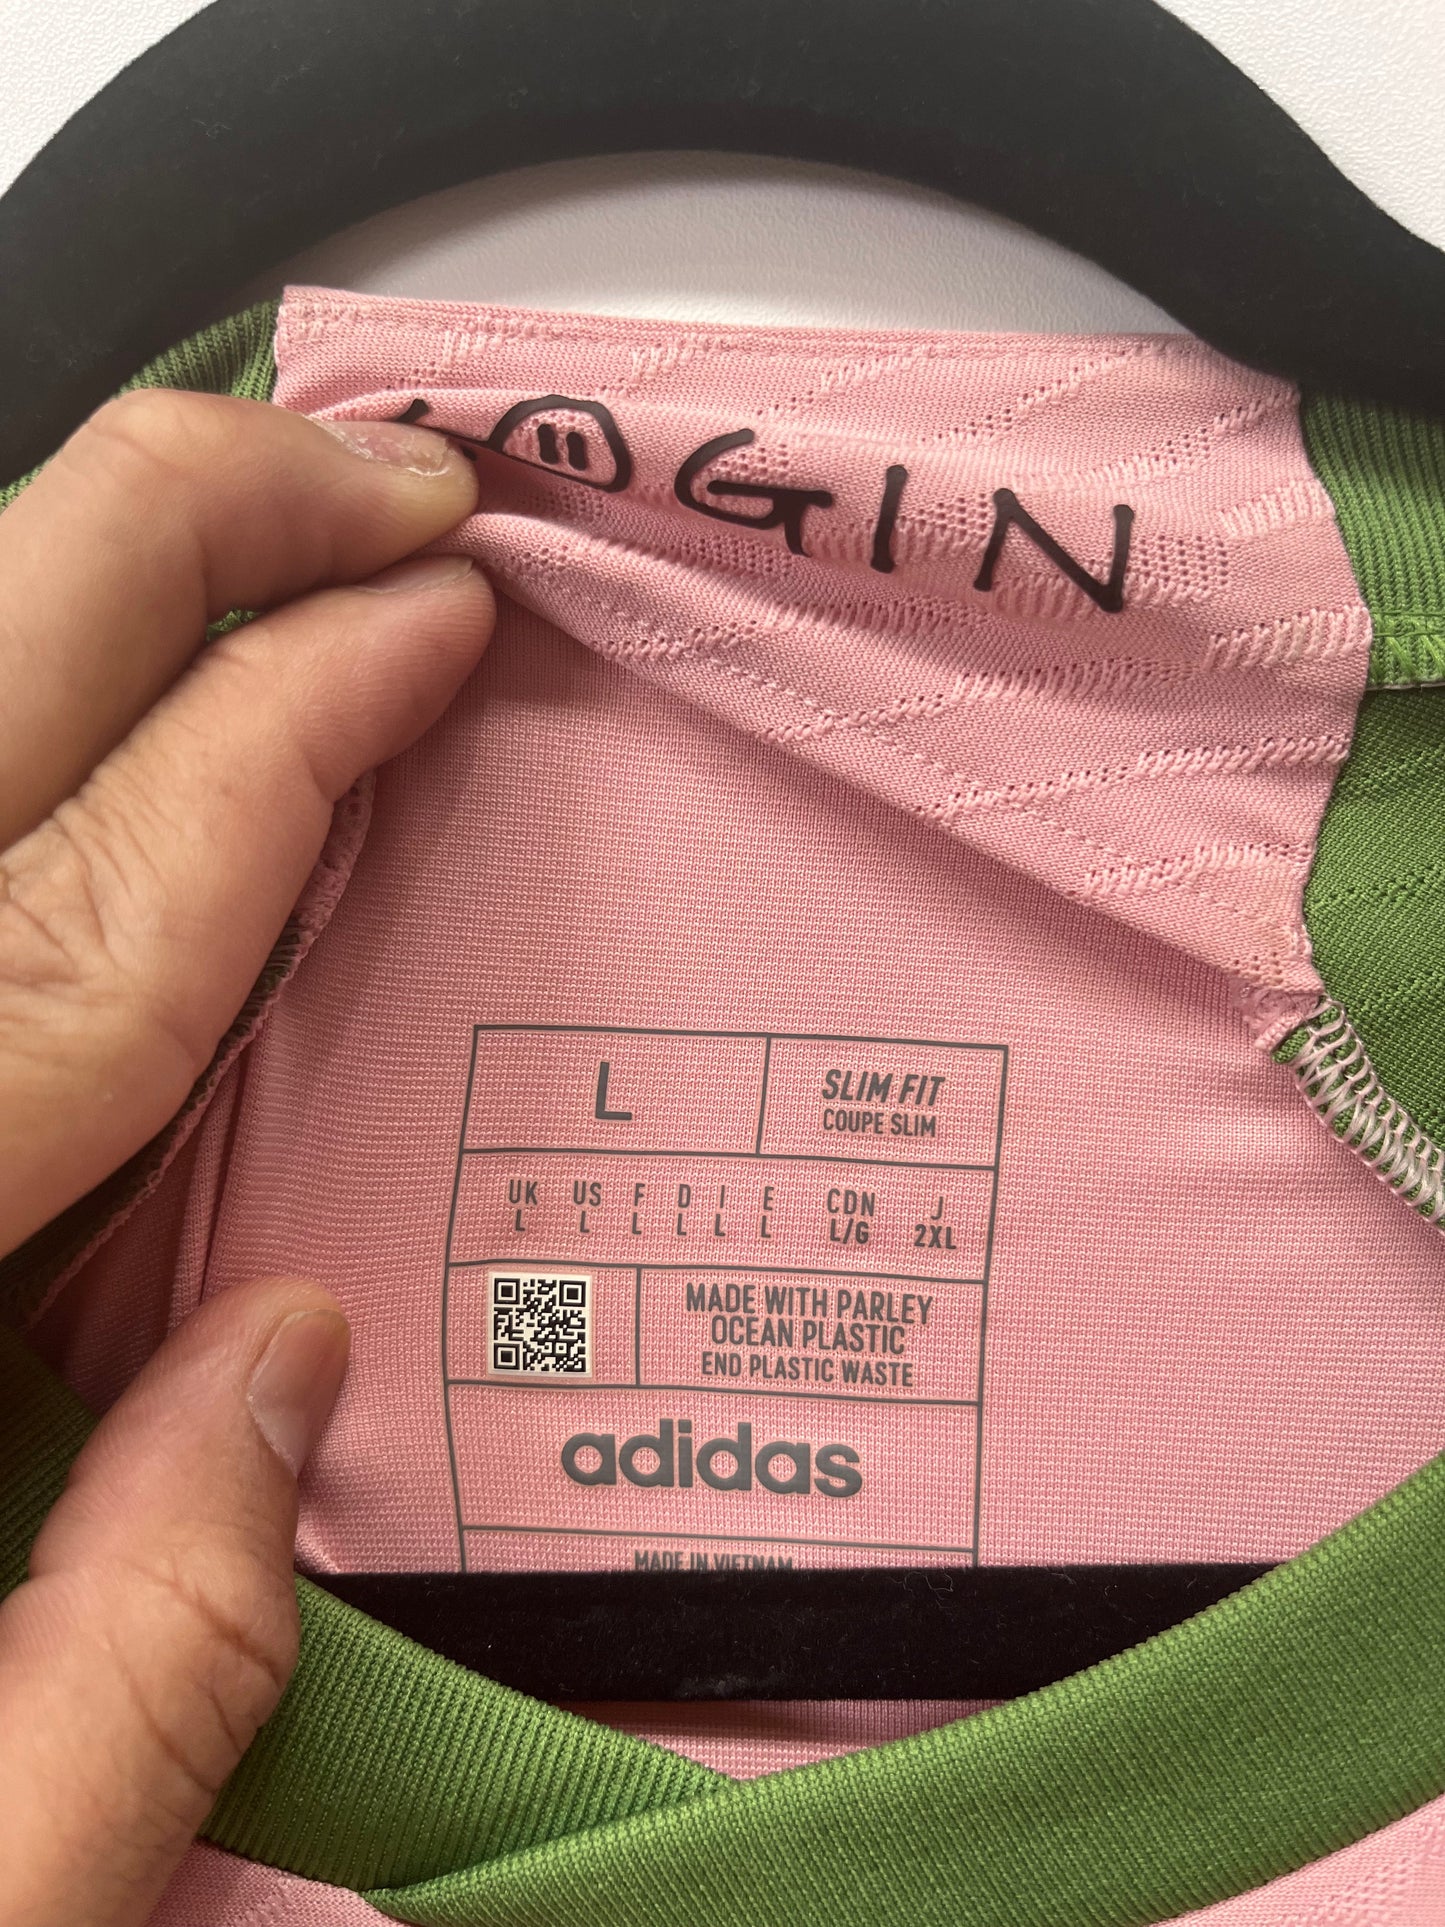 OGIN
L
SLIM FIT
COUPE SLIM
UK US F D I E CDN J
L L L L L L L/G 2XL
MADE WITH PARLEY
OCEAN PLASTIC
END PLASTIC WASTE
adidas
MADE IN VIETNAM